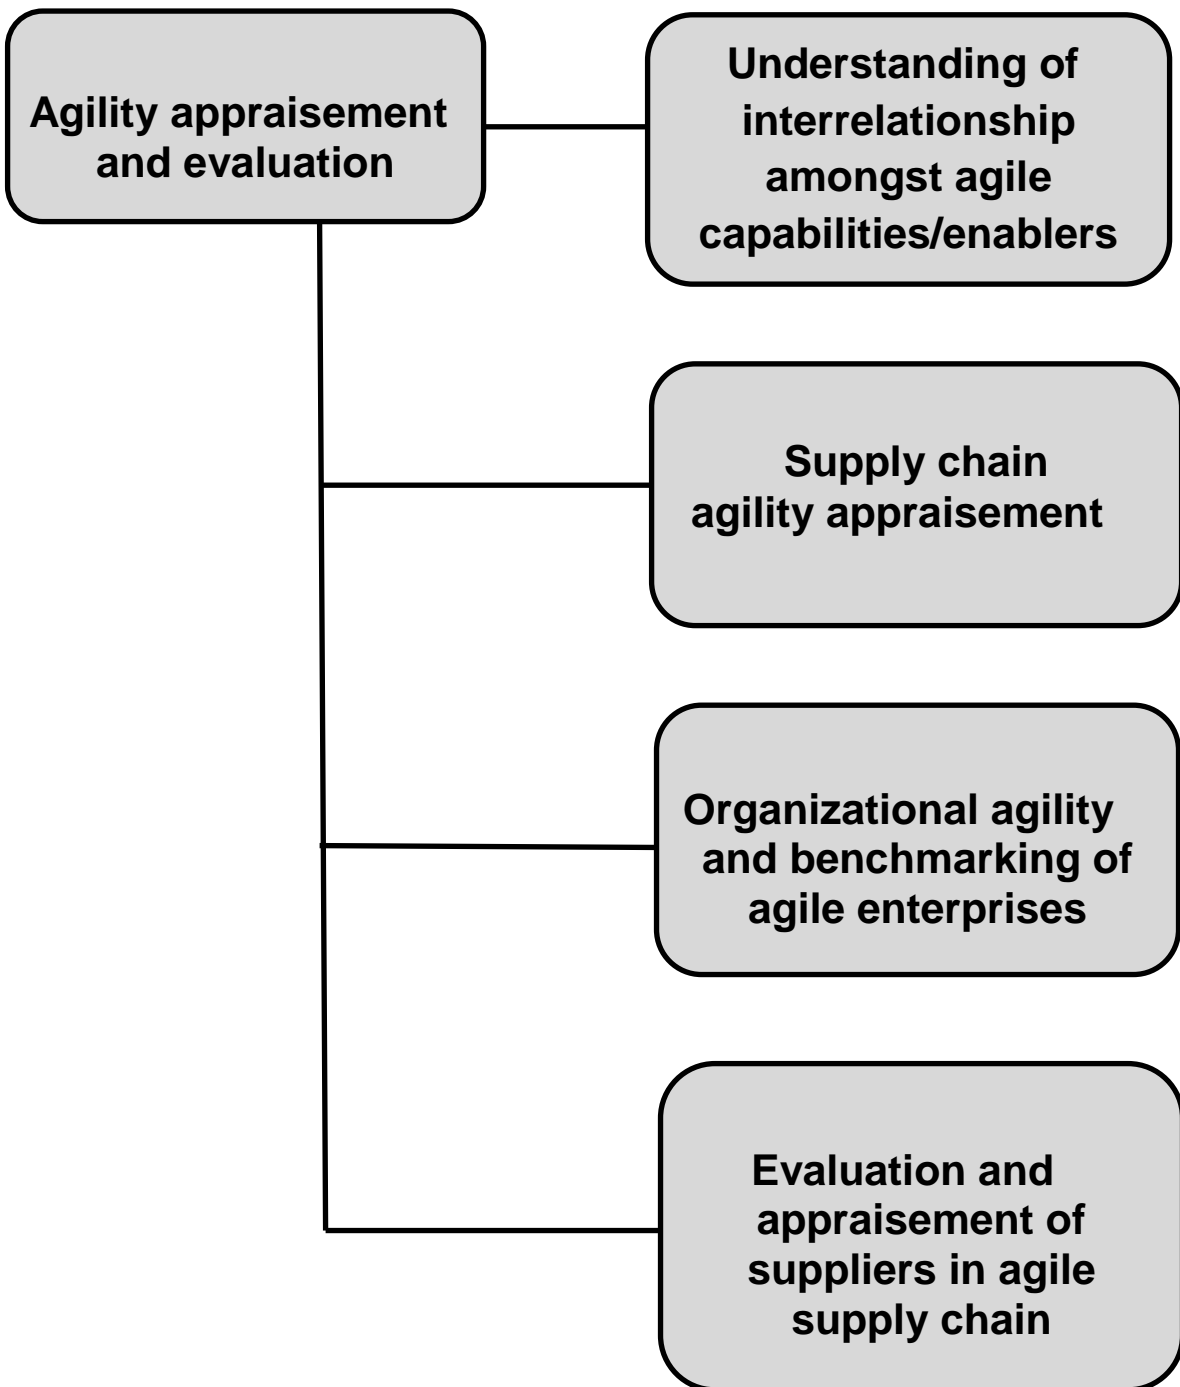 Agility appraisement
and evaluation
Understanding of
interrelationship
amongst agile
capabilities/enablers
Supply chain
agility appraisement
Organizational agility
and benchmarking of
agile enterprises
Evaluation and
appraisement of
suppliers in agile
supply chain